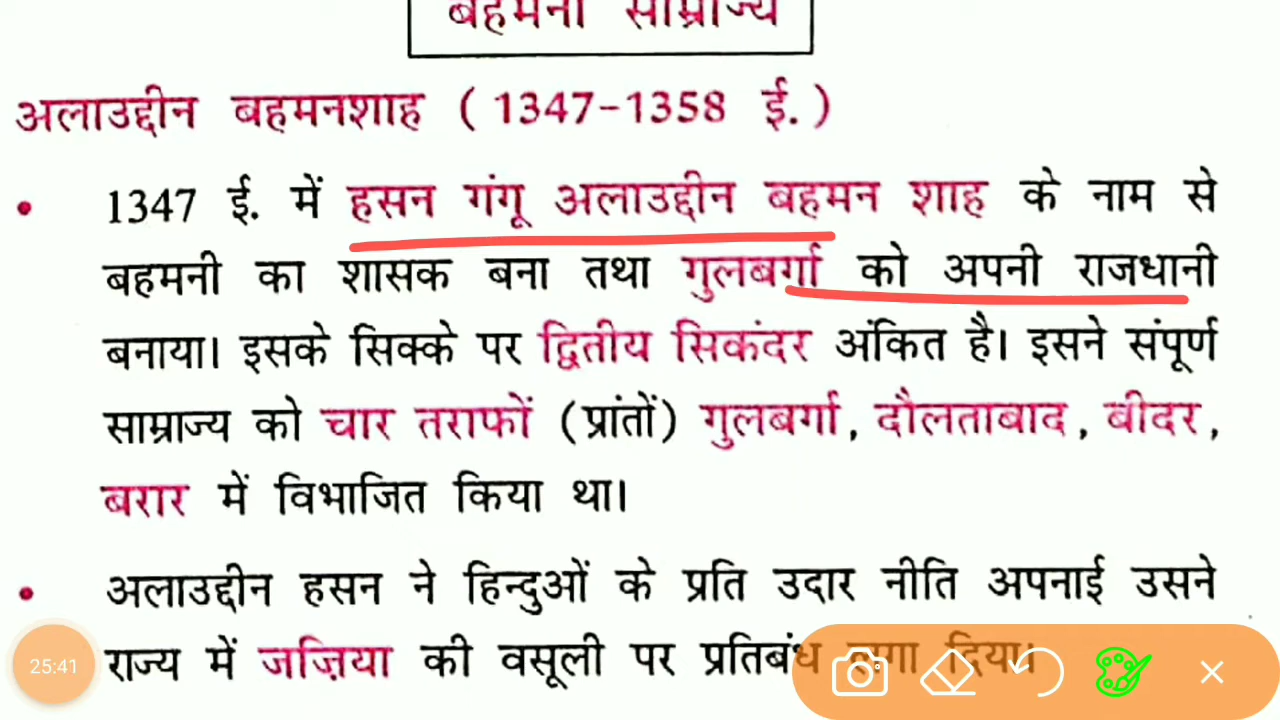 बहमनी साम्राज्य
अलाउद्दीन बहमनशाह ( 1347-1358 ई. )
• 1347 ई. में हसन गंगू अलाउद्दीन बहमन शाह के नाम से
बहमनी का शासक बना तथा गुलबर्गा को अपनी राजधानी
बनाया। इसके सिक्के पर द्वितीय सिकंदर अंकित है। इसने संपूर्ण
साम्राज्य को चार तराफों (प्रांतों) गुलबर्गा, दौलताबाद, बीदर,
बरार में विभाजित किया था।
• अलाउद्दीन हसन ने हिन्दुओं के प्रति उदार नीति अपनाई उसने
राज्य में जज़िया की वसूली पर प्रतिबंध लगा दिया।
25:41